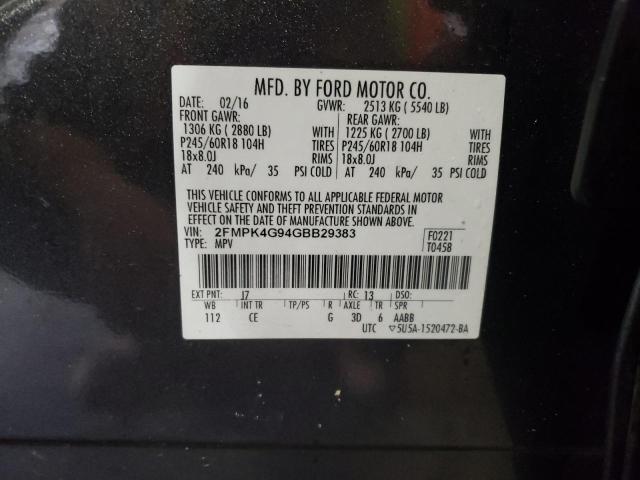 MFD. BY FORD MOTOR CO.
DATE: 02/16 GVWR: 2513 KG ( 5540 LB)
FRONT GAWR: REAR GAWR:
1306 KG ( 2880 LB) WITH 1225 KG ( 2700 LB) WITH
P245/60R18 104H TIRES P245/60R18 104H TIRES
18x8.0J RIMS 18x8.0J RIMS
AT 240 kPa/ 35 PSI COLD AT 240 kPa/ 35 PSI COLD
THIS VEHICLE CONFORMS TO ALL APPLICABLE FEDERAL MOTOR
VEHICLE SAFETY AND THEFT PREVENTION STANDARDS IN
EFFECT ON THE DATE OF MANUFACTURE SHOWN ABOVE.
VIN: 2FMPK4G94GBB29383 F0221
TYPE: MPV T045B
EXT PNT: J7 RC: 13 DSO:
WB INT TR TP/PS R AXLE TR SPR
112 CE G 3D 6 AABB
UTC ▽5U5A-1520472-BA